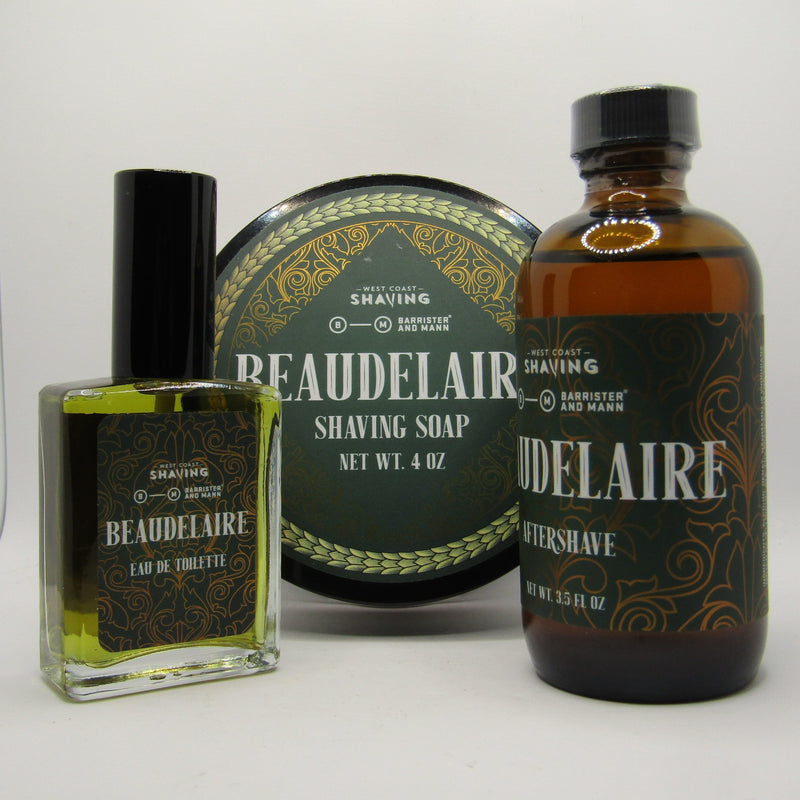 WEST COAST
SHAVING
B M BARRISTER
AND MANN
BEAUDELAIRE
EAU DE TOILETTE
WEST COAST
SHAVING
B M BARRISTER
AND MANN
BEAUDELAIR
SHAVING SOAP
NET WT. 4 OZ
WEST COAST
SHAVING
M BARRISTER
AND MANN
UDELAIRE
AFTERSHAVE
NET WT. 3.5 FL OZ